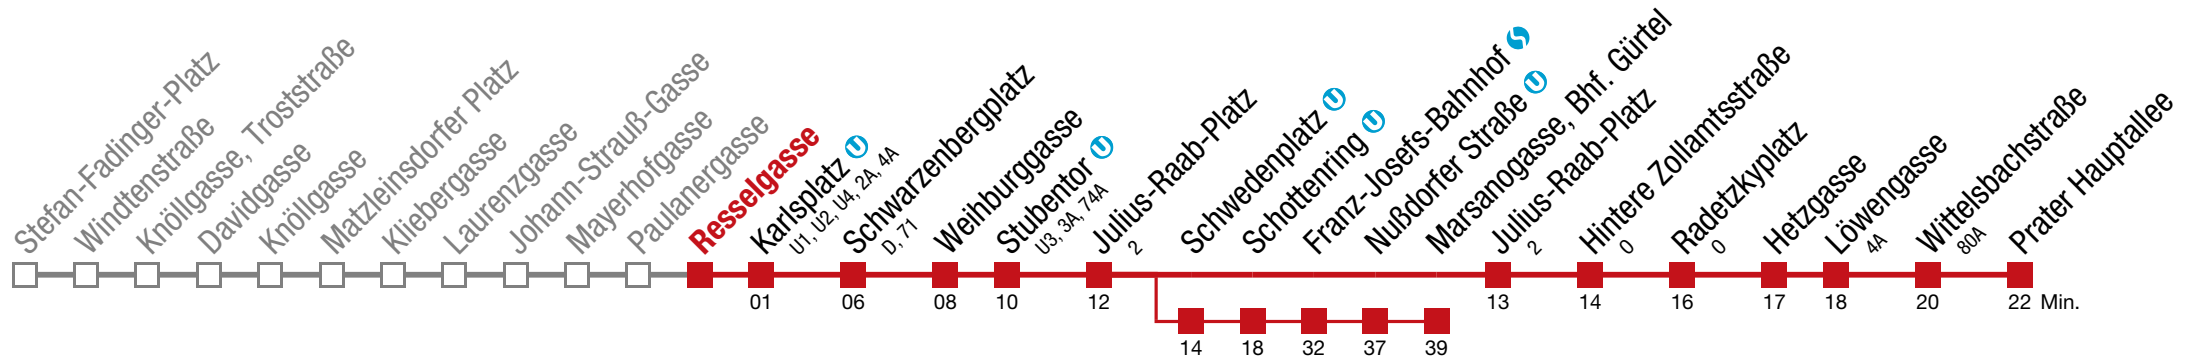 Stefan-Fadinger-Platz
Windtenstraße
Knöllgasse, Troststraße
Davidgasse
Knöllgasse
Matzleinsdorfer Platz
Kliebergasse
Laurenzgasse
Johann-Strauß-Gasse
Mayerhofgasse
Paulanergasse
Resselgasse
Karlsplatz U
U1, U2, U4, 2A, 4A
Schwarzenbergplatz
D, 71
Weihburggasse
Stubentor U
U3, 3A, 74A
Julius-Raab-Platz
2
Schwedenplatz U
Schottenring U
Franz-Josefs-Bahnhof S
Nußdorfer Straße U
Marsanogasse, Bhf. Gürtel
Julius-Raab-Platz
2
Hintere Zollamtsstraße
0
Radetzkyplatz
0
Hetzgasse
Löwengasse
4A
Wittelsbachstraße
80A
Prater Hauptallee
01 06 08 10 12 13 14 16 17 18 20 22 Min.
14 18 32 37 39